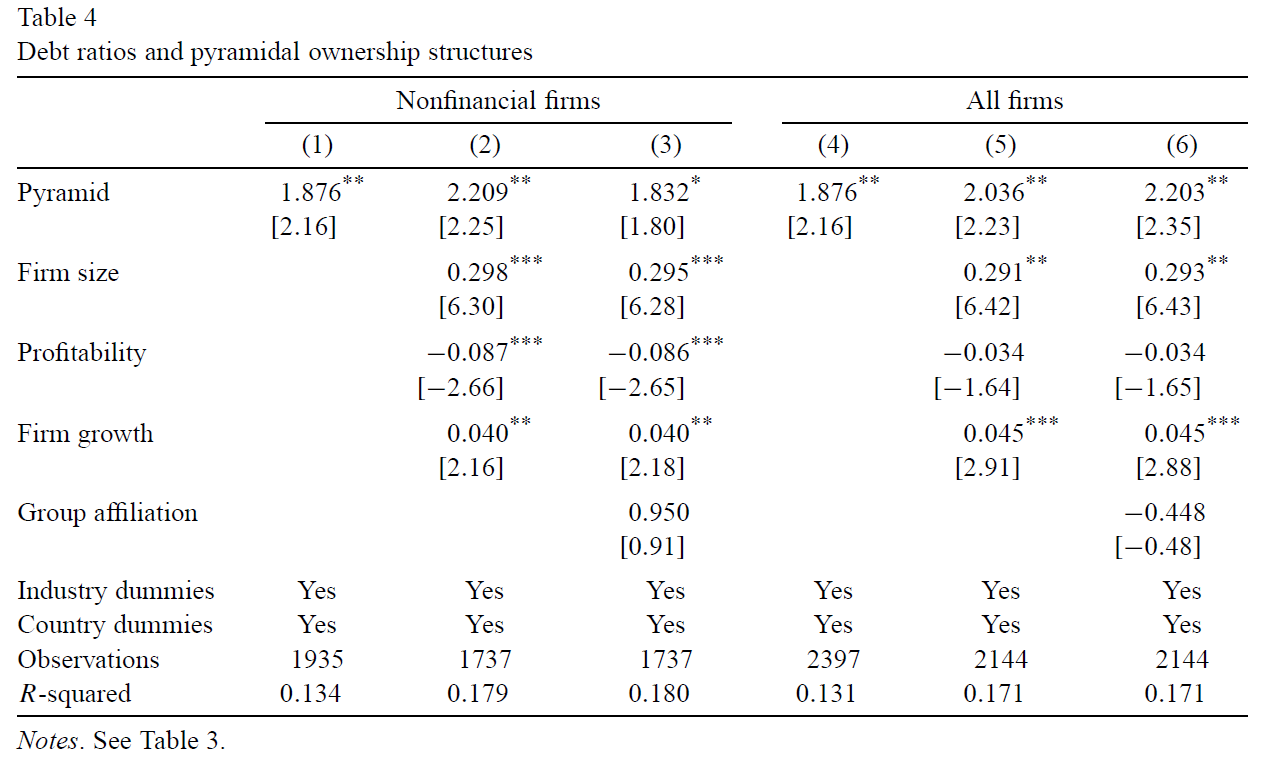 Table 4
Debt ratios and pyramidal ownership structures
Nonfinancial firms All firms
(1) (2) (3) (4) (5) (6)
Pyramid 1.876** 2.209** 1.832* 1.876** 2.036** 2.203**
[2.16] [2.25] [1.80] [2.16] [2.23] [2.35]
Firm size 0.298*** 0.295*** 0.291** 0.293**
[6.30] [6.28] [6.42] [6.43]
Profitability −0.087*** −0.086*** −0.034 −0.034
[−2.66] [−2.65] [−1.64] [−1.65]
Firm growth 0.040** 0.040** 0.045*** 0.045***
[2.16] [2.18] [2.91] [2.88]
Group affiliation 0.950 −0.448
[0.91] [−0.48]
Industry dummies Yes Yes Yes Yes Yes Yes
Country dummies Yes Yes Yes Yes Yes Yes
Observations 1935 1737 1737 2397 2144 2144
R-squared 0.134 0.179 0.180 0.131 0.171 0.171
Notes. See Table 3.